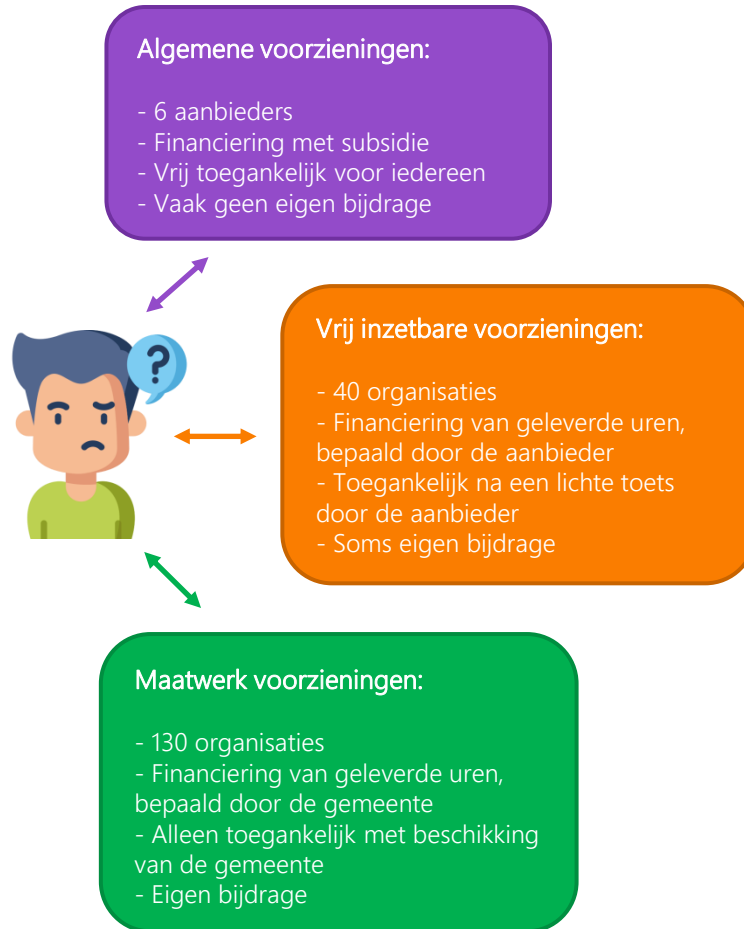 Algemene voorzieningen:
- 6 aanbieders
- Financiering met subsidie
- Vrij toegankelijk voor iedereen
- Vaak geen eigen bijdrage
?
Vrij inzetbare voorzieningen:
- 40 organisaties
- Financiering van geleverde uren,
bepaald door de aanbieder
- Toegankelijk na een lichte toets
door de aanbieder
- Soms eigen bijdrage
Maatwerk voorzieningen:
- 130 organisaties
- Financiering van geleverde uren,
bepaald door de gemeente
- Alleen toegankelijk met beschikking
van de gemeente
- Eigen bijdrage